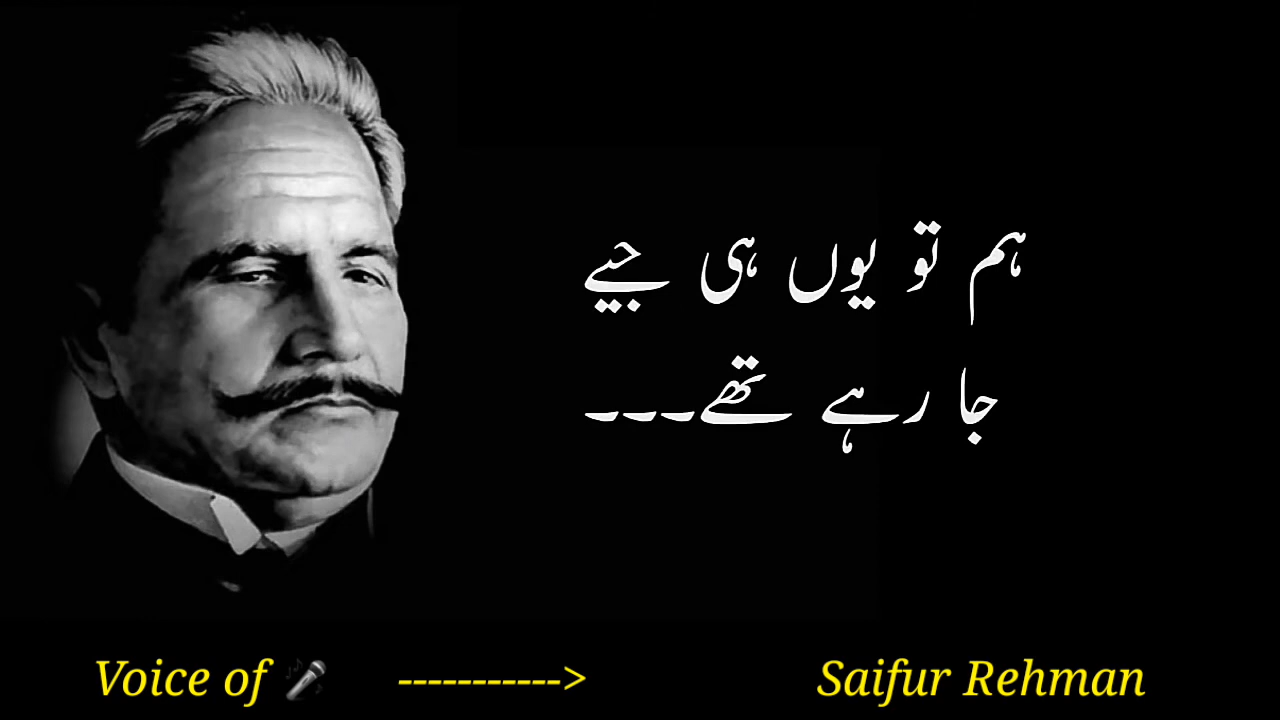 ہم تو یوں ہی جیے
جا رہے تھے۔۔۔
Voice of 🎤 -----------> Saifur Rehman